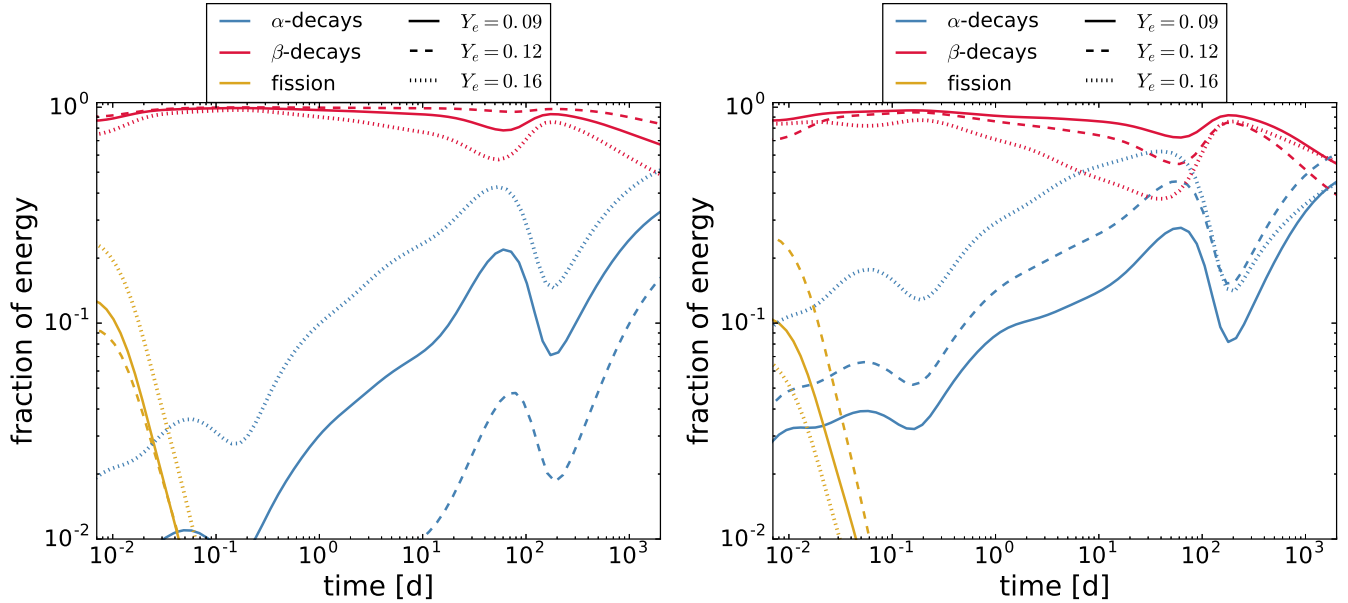 α-decays Y_e = 0.09
β-decays Y_e = 0.12
fission Y_e = 0.16
10^0
10^-1
10^-2
fraction of energy
10^-2 10^-1 10^0 10^1 10^2 10^3
time [d]
α-decays Y_e = 0.09
β-decays Y_e = 0.12
fission Y_e = 0.16
10^0
10^-1
10^-2
fraction of energy
10^-2 10^-1 10^0 10^1 10^2 10^3
time [d]